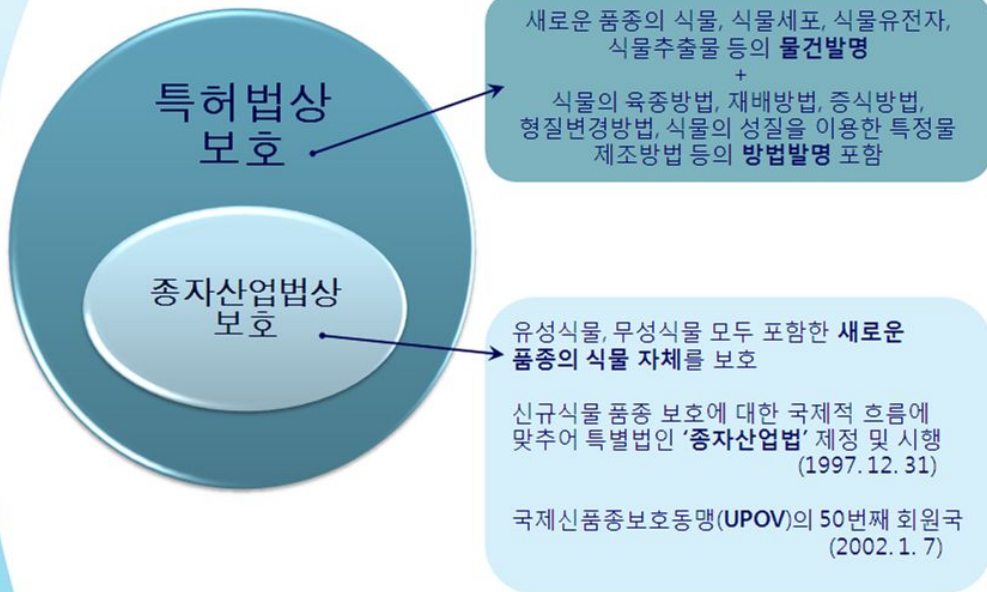 특허법상
보호
새로운 품종의 식물, 식물세포, 식물유전자,
식물추출물 등의 물건발명
+
식물의 육종방법, 재배방법, 증식방법,
형질변경방법, 식물의 성질을 이용한 특정물
제조방법 등의 방법발명 포함
종자산업법상
보호
유성식물, 무성식물 모두 포함한 새로운
품종의 식물 자체를 보호
신규식물 품종 보호에 대한 국제적 흐름에
맞추어 특별법인 ‘종자산업법’ 제정 및 시행
(1997. 12. 31)
국제신품종보호동맹(UPOV)의 50번째 회원국
(2002. 1. 7)